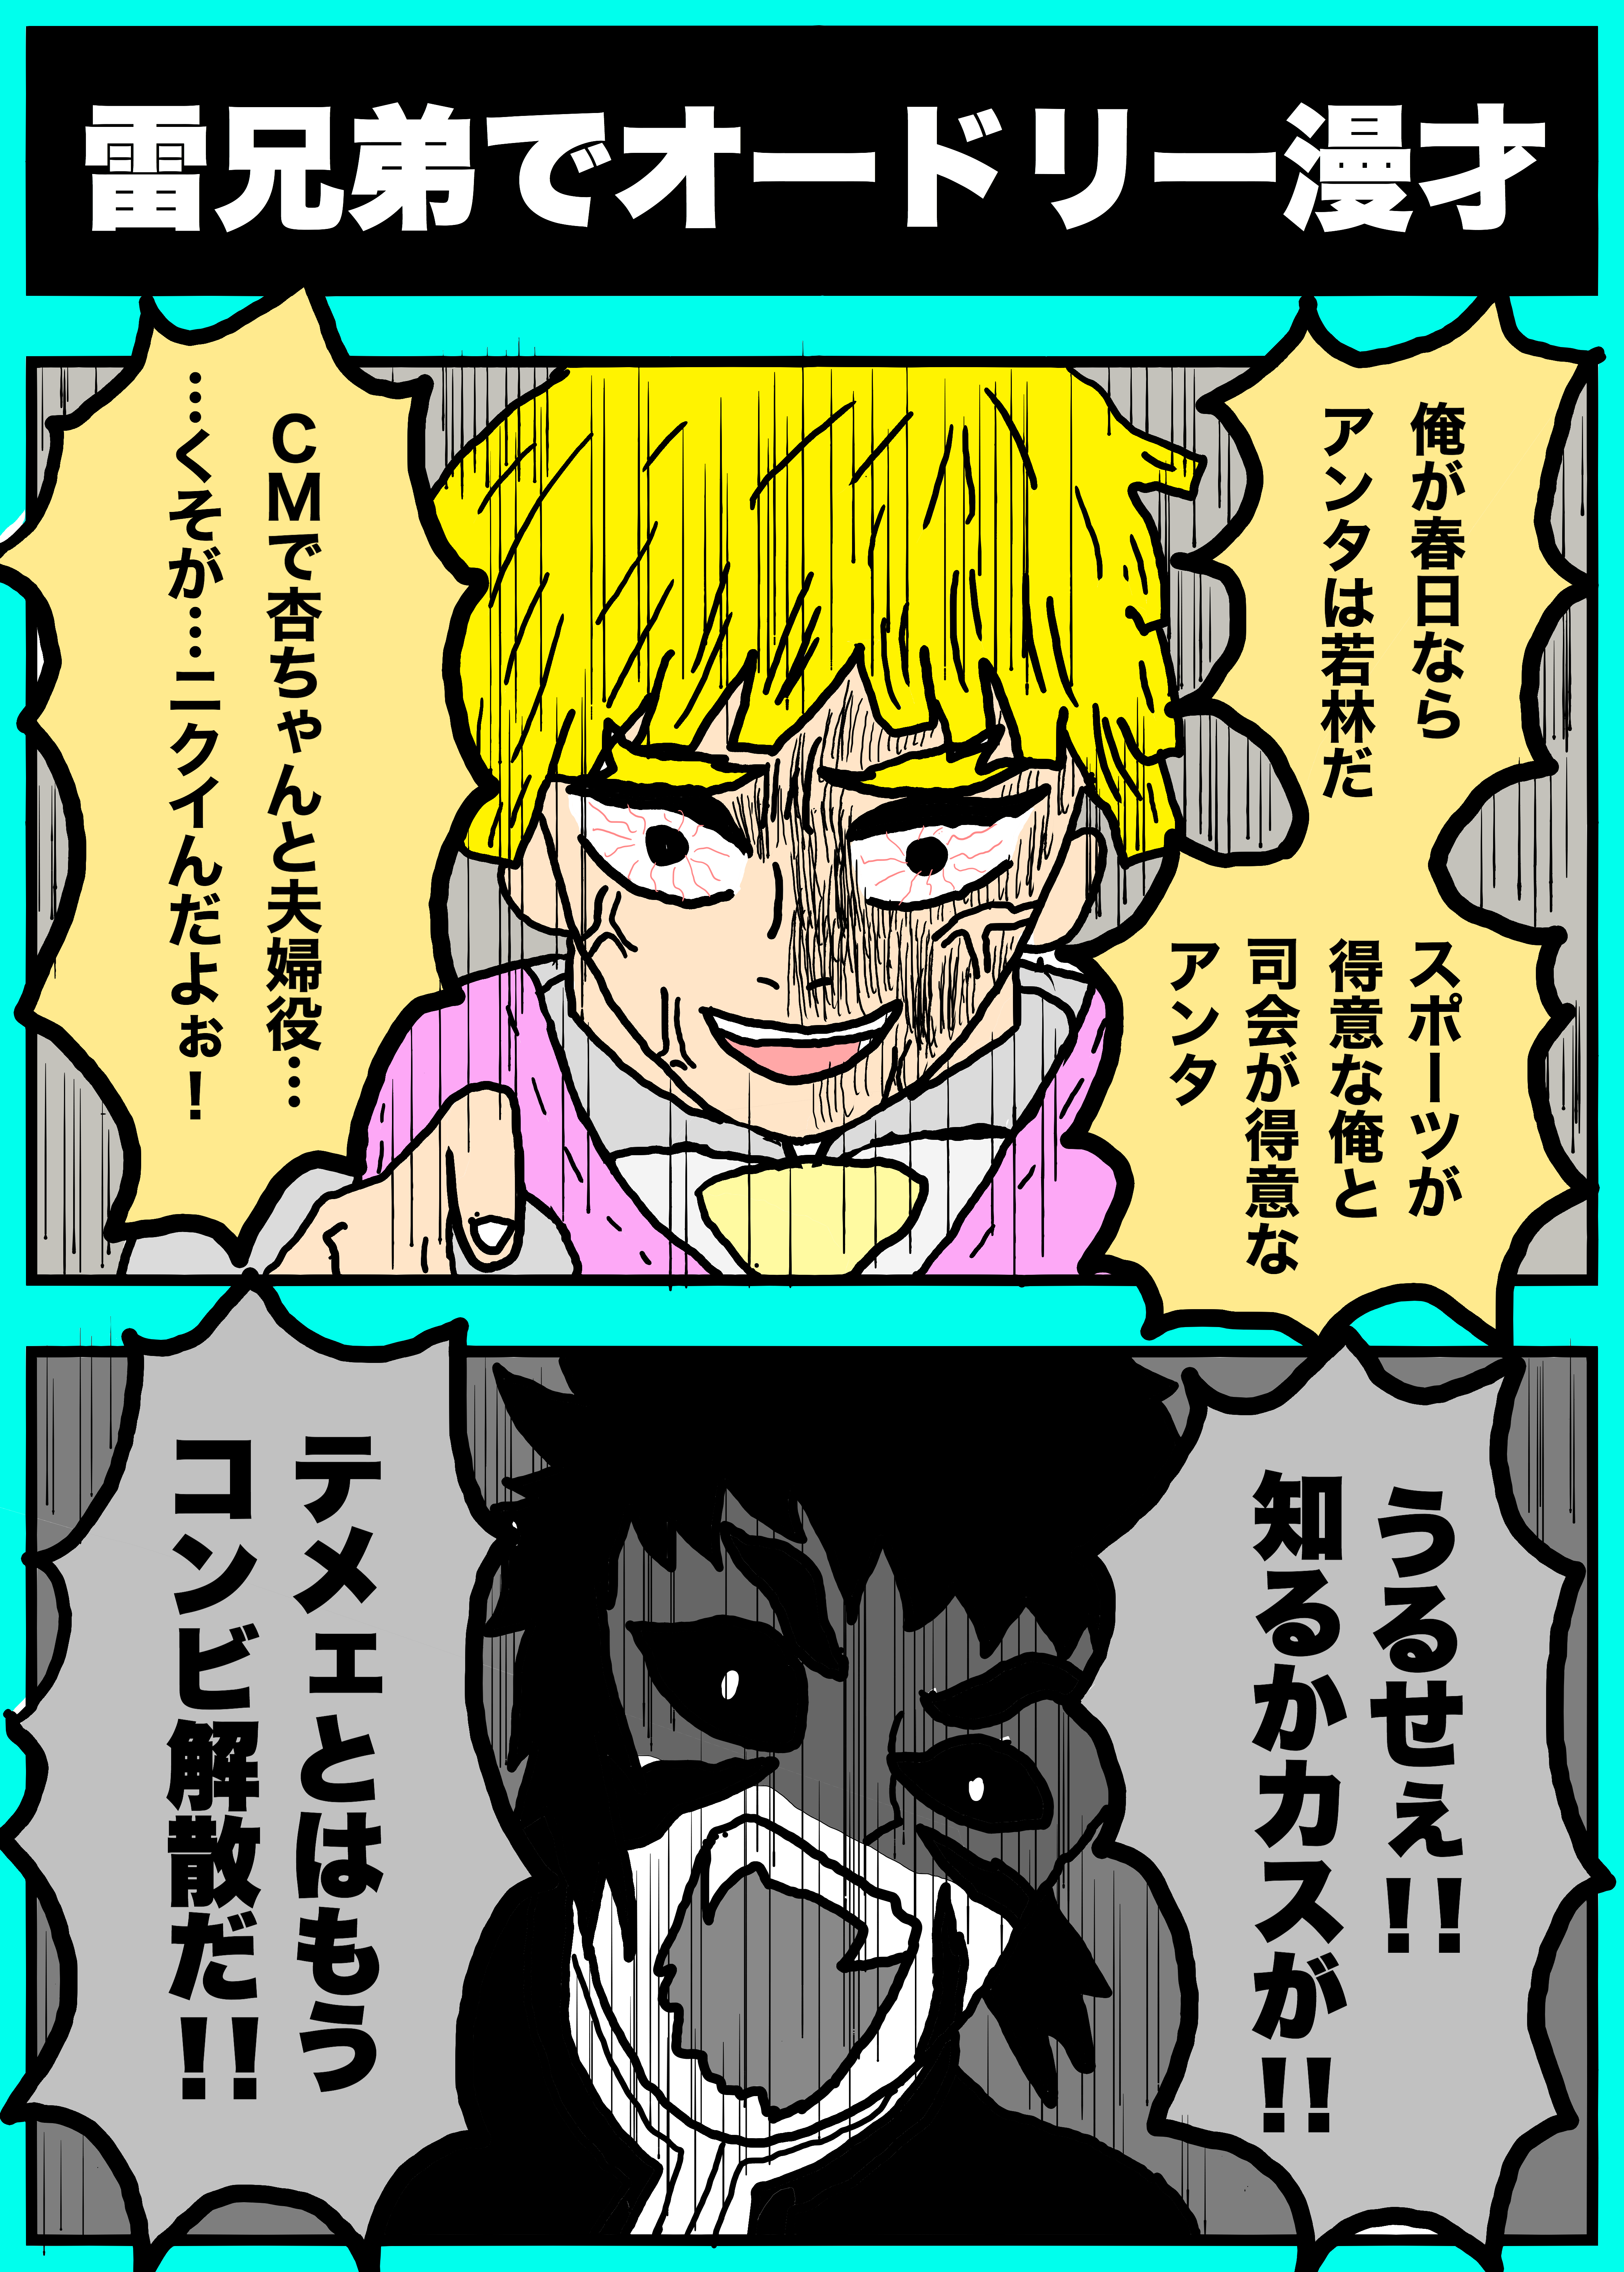 雷兄弟でオードリー漫才
俺が春日なら
アンタは若林だ
スポーツが
得意な俺と
司会が得意な
アンタ
CMで杏ちゃんと夫婦役…
…くそが…ニクイんだよぉ！
うるせぇ!!
知るかカスが!!
テメェとはもう
コンビ解散だ!!